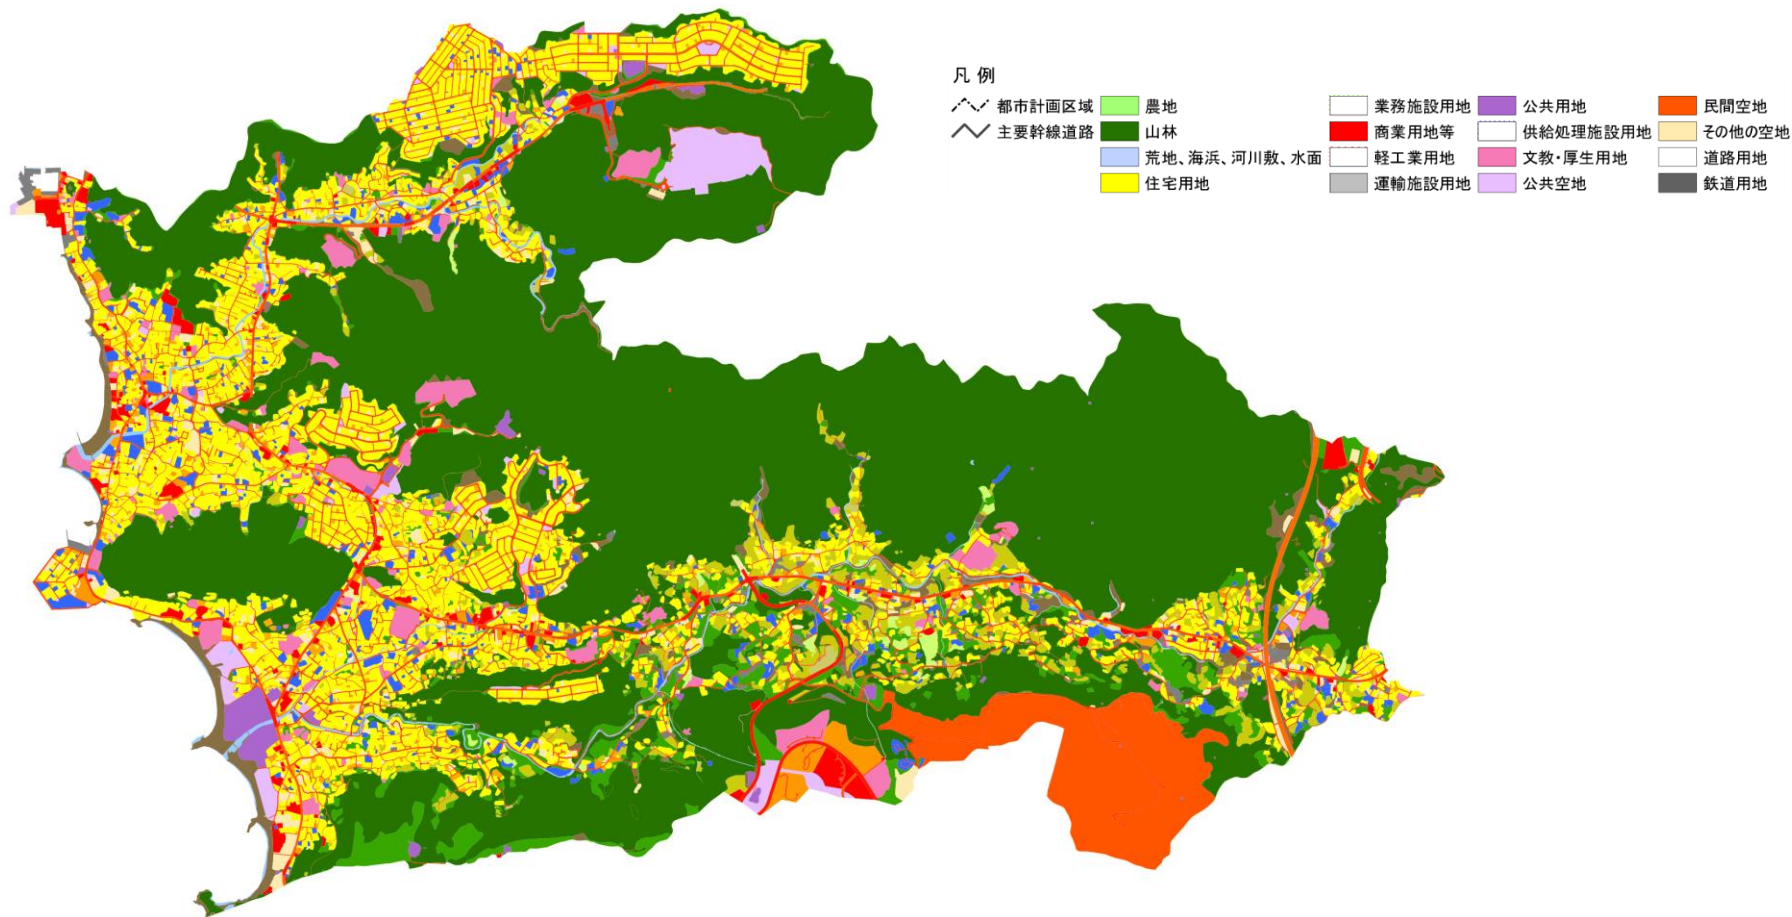 凡 例
都市計画区域
主要幹線道路
農地
山林
荒地、海浜、河川敷、水面
住宅用地
業務施設用地
商業用地等
軽工業用地
運輸施設用地
公共用地
供給処理施設用地
文教・厚生用地
公共空地
民間空地
その他の空地
道路用地
鉄道用地